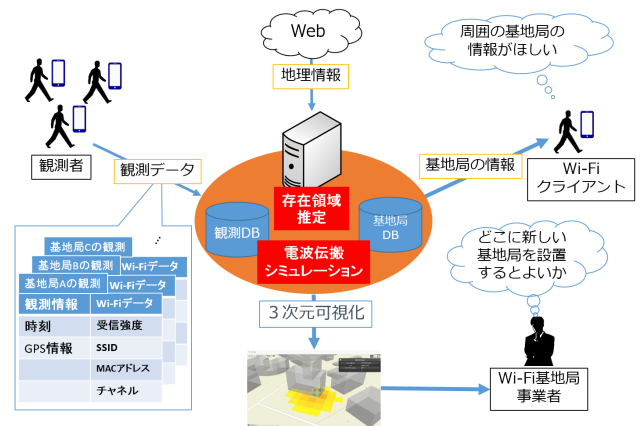 Web
地理情報
周囲の基地局の
情報がほしい
観測者
観測データ
基地局の情報
Wi-Fi
クライアント
存在領域
推定
観測DB
基地局
DB
電波伝搬
シミュレーション
どこに新しい
基地局を設置
するとよいか
３次元可視化
Wi-Fi基地局
事業者
基地局Cの観測
基地局Bの観測
Wi-Fiデータ
基地局Aの観測
Wi-Fiデータ
観測情報
Wi-Fiデータ
時刻
受信強度
GPS情報
SSID
MACアドレス
チャネル